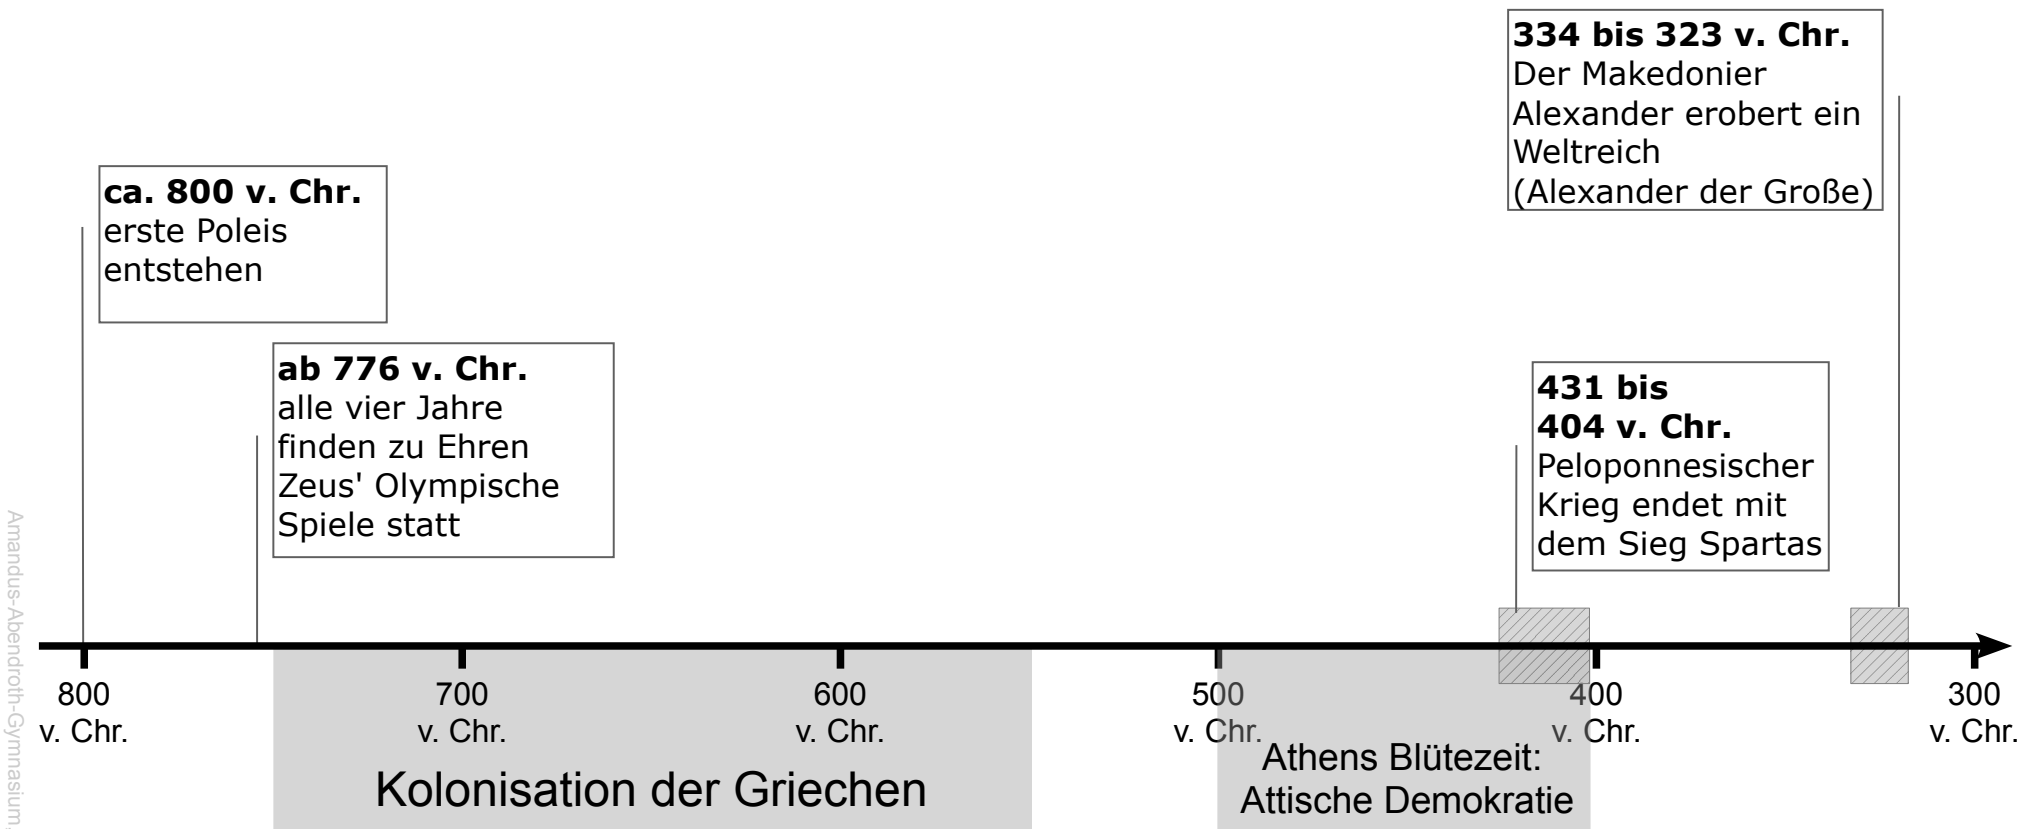 334 bis 323 v. Chr.
Der Makedonier
Alexander erobert ein
Weltreich
(Alexander der Große)
ca. 800 v. Chr.
erste Poleis
entstehen
ab 776 v. Chr.
alle vier Jahre
finden zu Ehren
Zeus' Olympische
Spiele statt
431 bis
404 v. Chr.
Peloponnesischer
Krieg endet mit
dem Sieg Spartas
800
v. Chr.
700
v. Chr.
600
v. Chr.
500
v. Chr.
400
v. Chr.
300
v. Chr.
Kolonisation der Griechen
Athens Blütezeit:
Attische Demokratie
Amandus-Abendroth-Gymnasium,